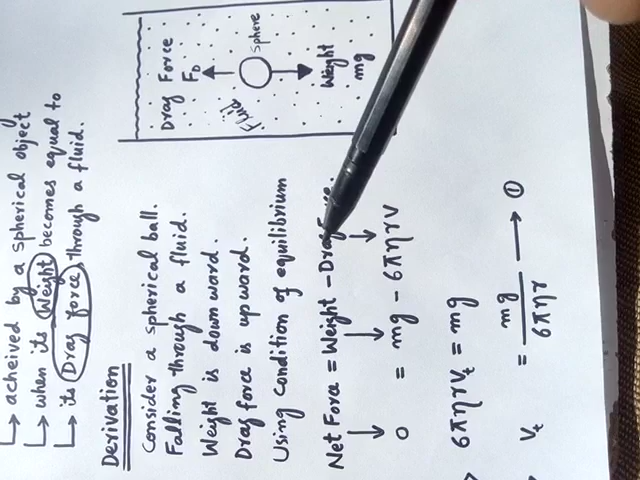 ↳ acheived by a spherical object
↳ when its Weight becomes equal to
↳ its Drag force, through a fluid.
Derivation
Consider a spherical ball.
Falling through a fluid.
Weight is downward.
Drag force is upward.
Using Condition of equilibrium
Net Force = Weight - Drag
0 = mg - 6πηrv
6πηrVₜ = mg
Vₜ = mg / 6πηr → ①
Drag Force
F_D
Fluid
sphere
Weight
mg